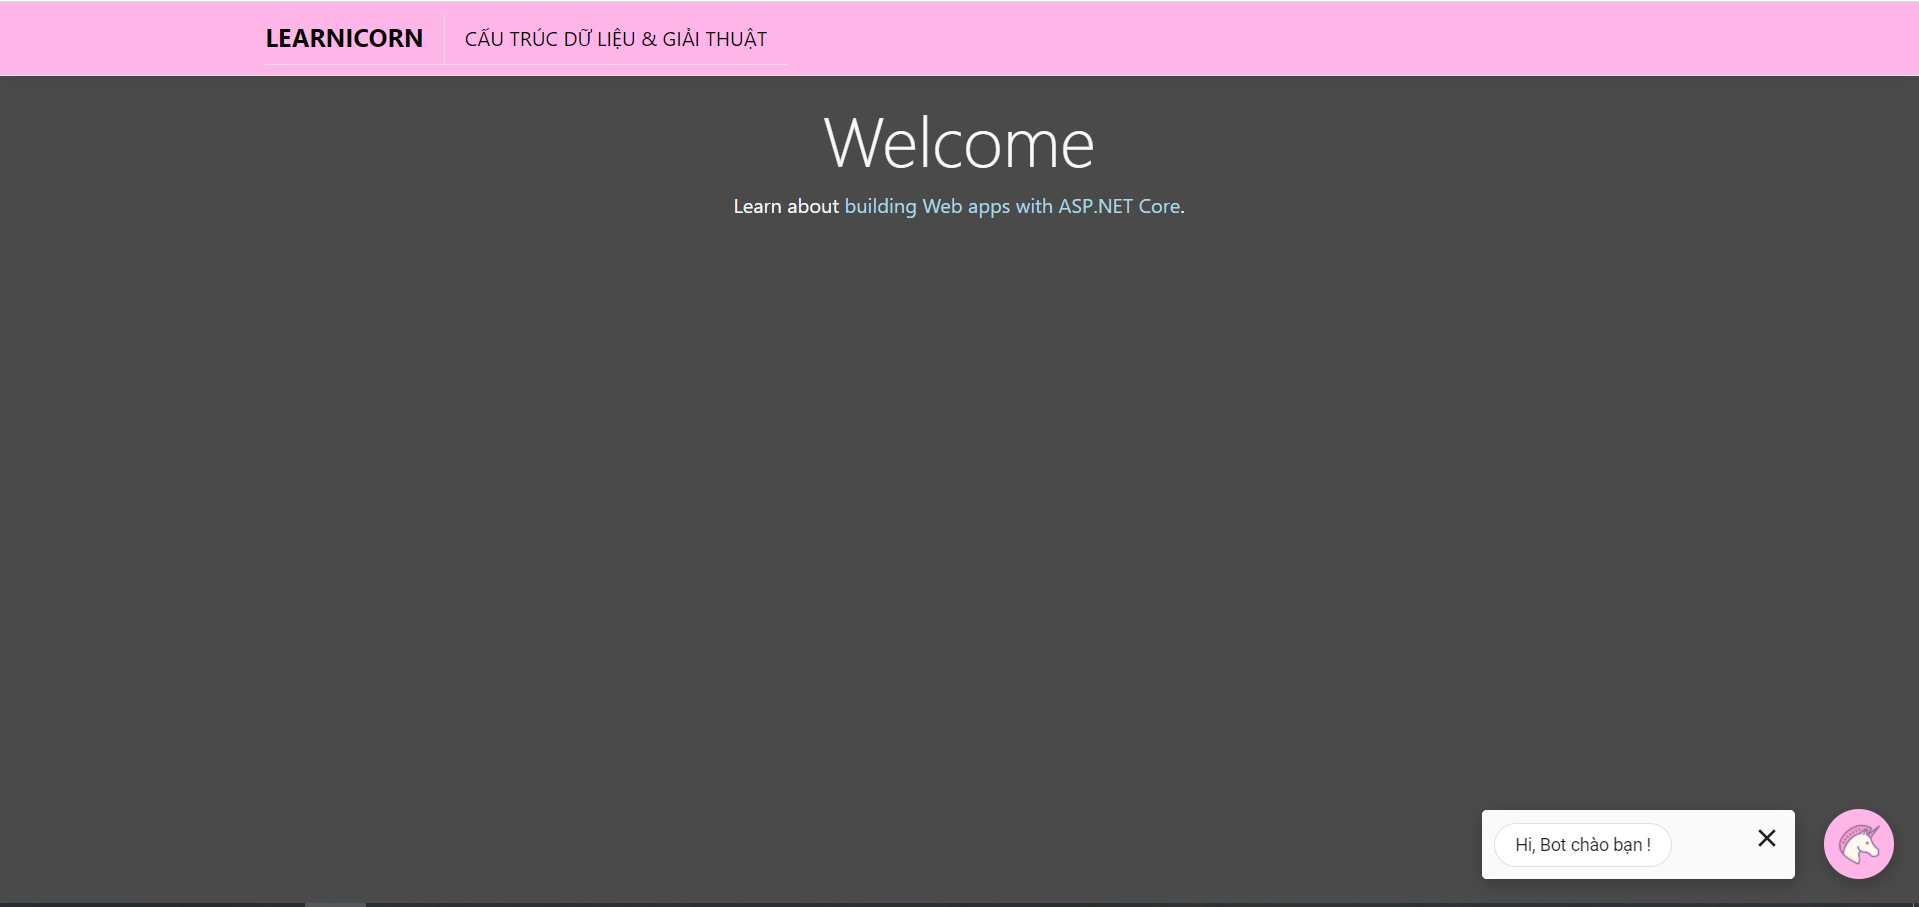 LEARNICORN CẤU TRÚC DỮ LIỆU & GIẢI THUẬT
Welcome
Learn about building Web apps with ASP.NET Core.
Hi, Bot chào bạn !